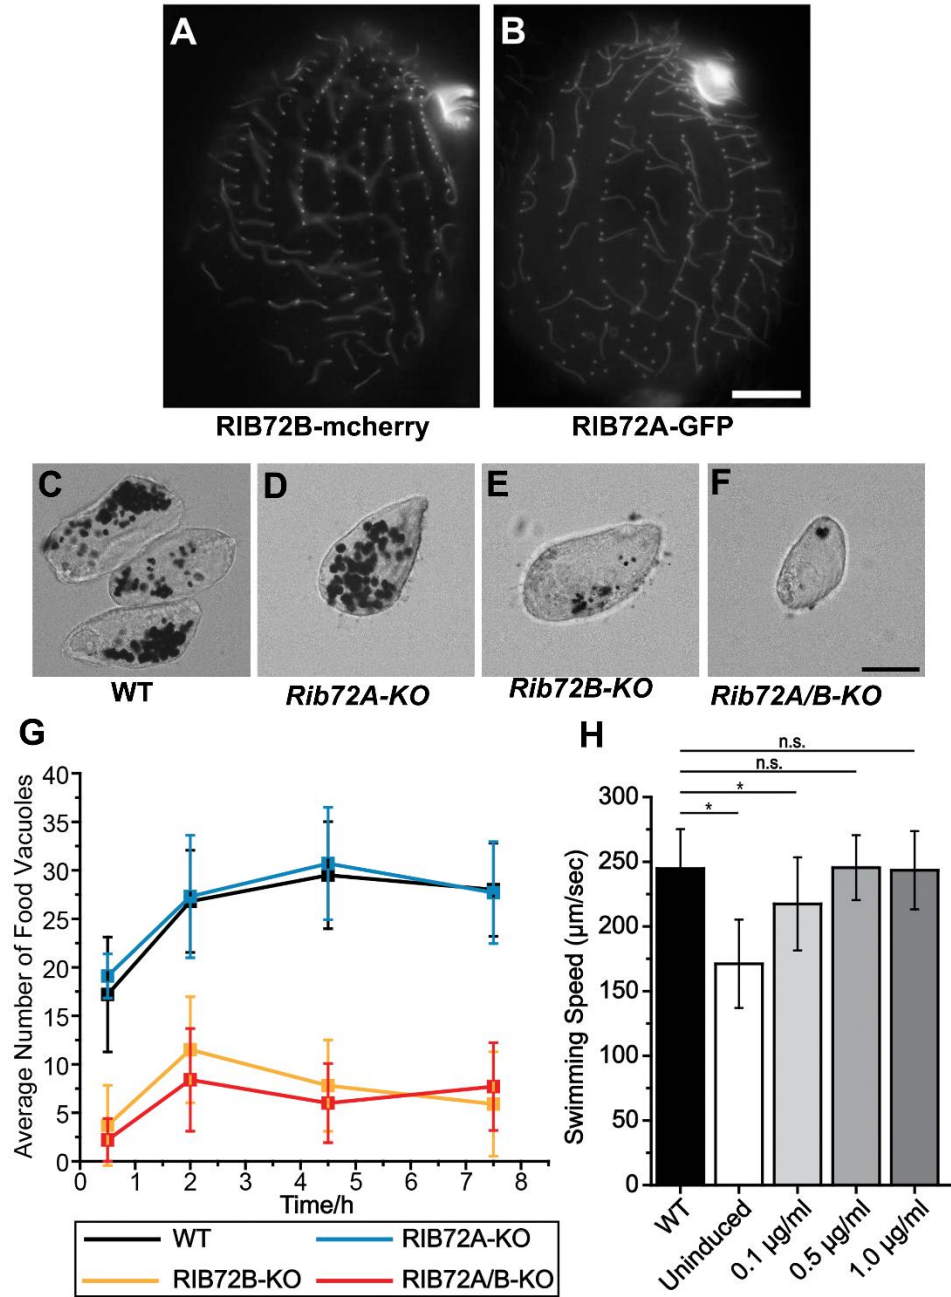 A
B
RIB72B-mcherry
RIB72A-GFP
C
D
E
F
WT
Rib72A-KO
Rib72B-KO
Rib72A/B-KO
G
Average Number of Food Vacuoles
40
35
30
25
20
15
10
5
0
0 1 2 3 4 5 6 7 8
Time/h
WT
RIB72A-KO
RIB72B-KO
RIB72A/B-KO
H
n.s.
n.s.
*
*
Swimming Speed (µm/sec)
300
250
200
150
100
50
0
WT
Uninduced
0.1 µg/ml
0.5 µg/ml
1.0 µg/ml